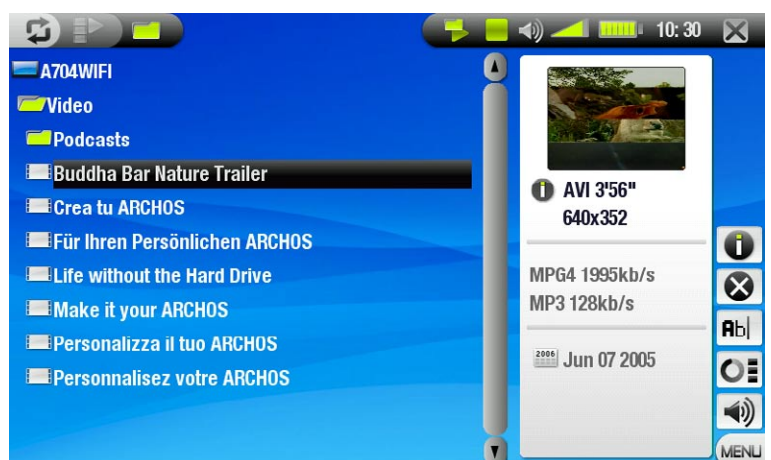 10:30
A704WIFI
Video
Podcasts
Buddha Bar Nature Trailer
Crea tu ARCHOS
Für Ihren Persönlichen ARCHOS
Life without the Hard Drive
Make it your ARCHOS
Personalizza il tuo ARCHOS
Personnalisez votre ARCHOS
AVI 3'56"
640x352
MPG4 1995kb/s
MP3 128kb/s
2006 Jun 07 2005
Ab
MENU